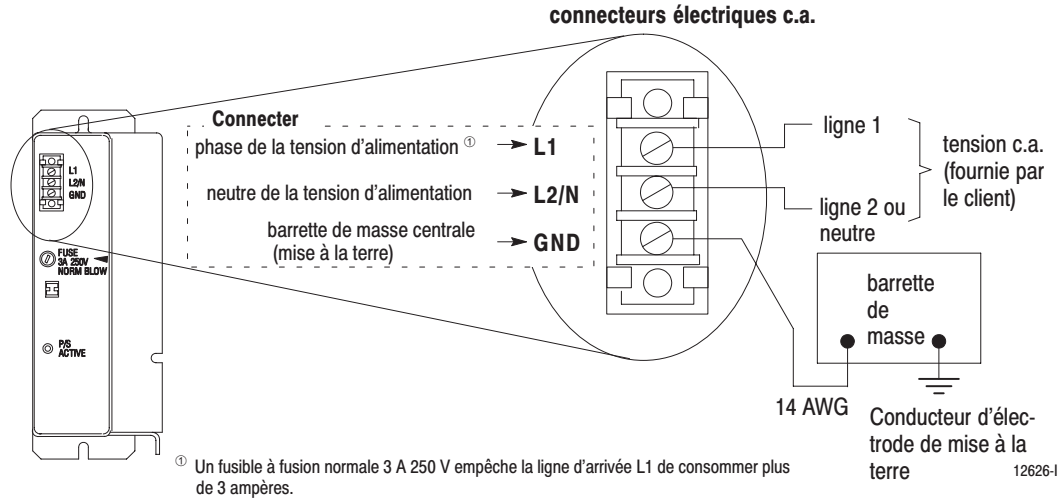 connecteurs électriques c.a.
Connecter
phase de la tension d'alimentation ① L1
neutre de la tension d'alimentation L2/N
barrette de masse centrale
(mise à la terre)
GND
ligne 1
ligne 2 ou
neutre
tension c.a.
(fournie par
le client)
L1
L2/N
GND
FUSE
3A 250V
NORM BLOW
P/S
ACTIVE
barrette
de
masse
14 AWG
Conducteur d'élec-
trode de mise à la
terre
12626-I
① Un fusible à fusion normale 3 A 250 V empêche la ligne d'arrivée L1 de consommer plus
de 3 ampères.